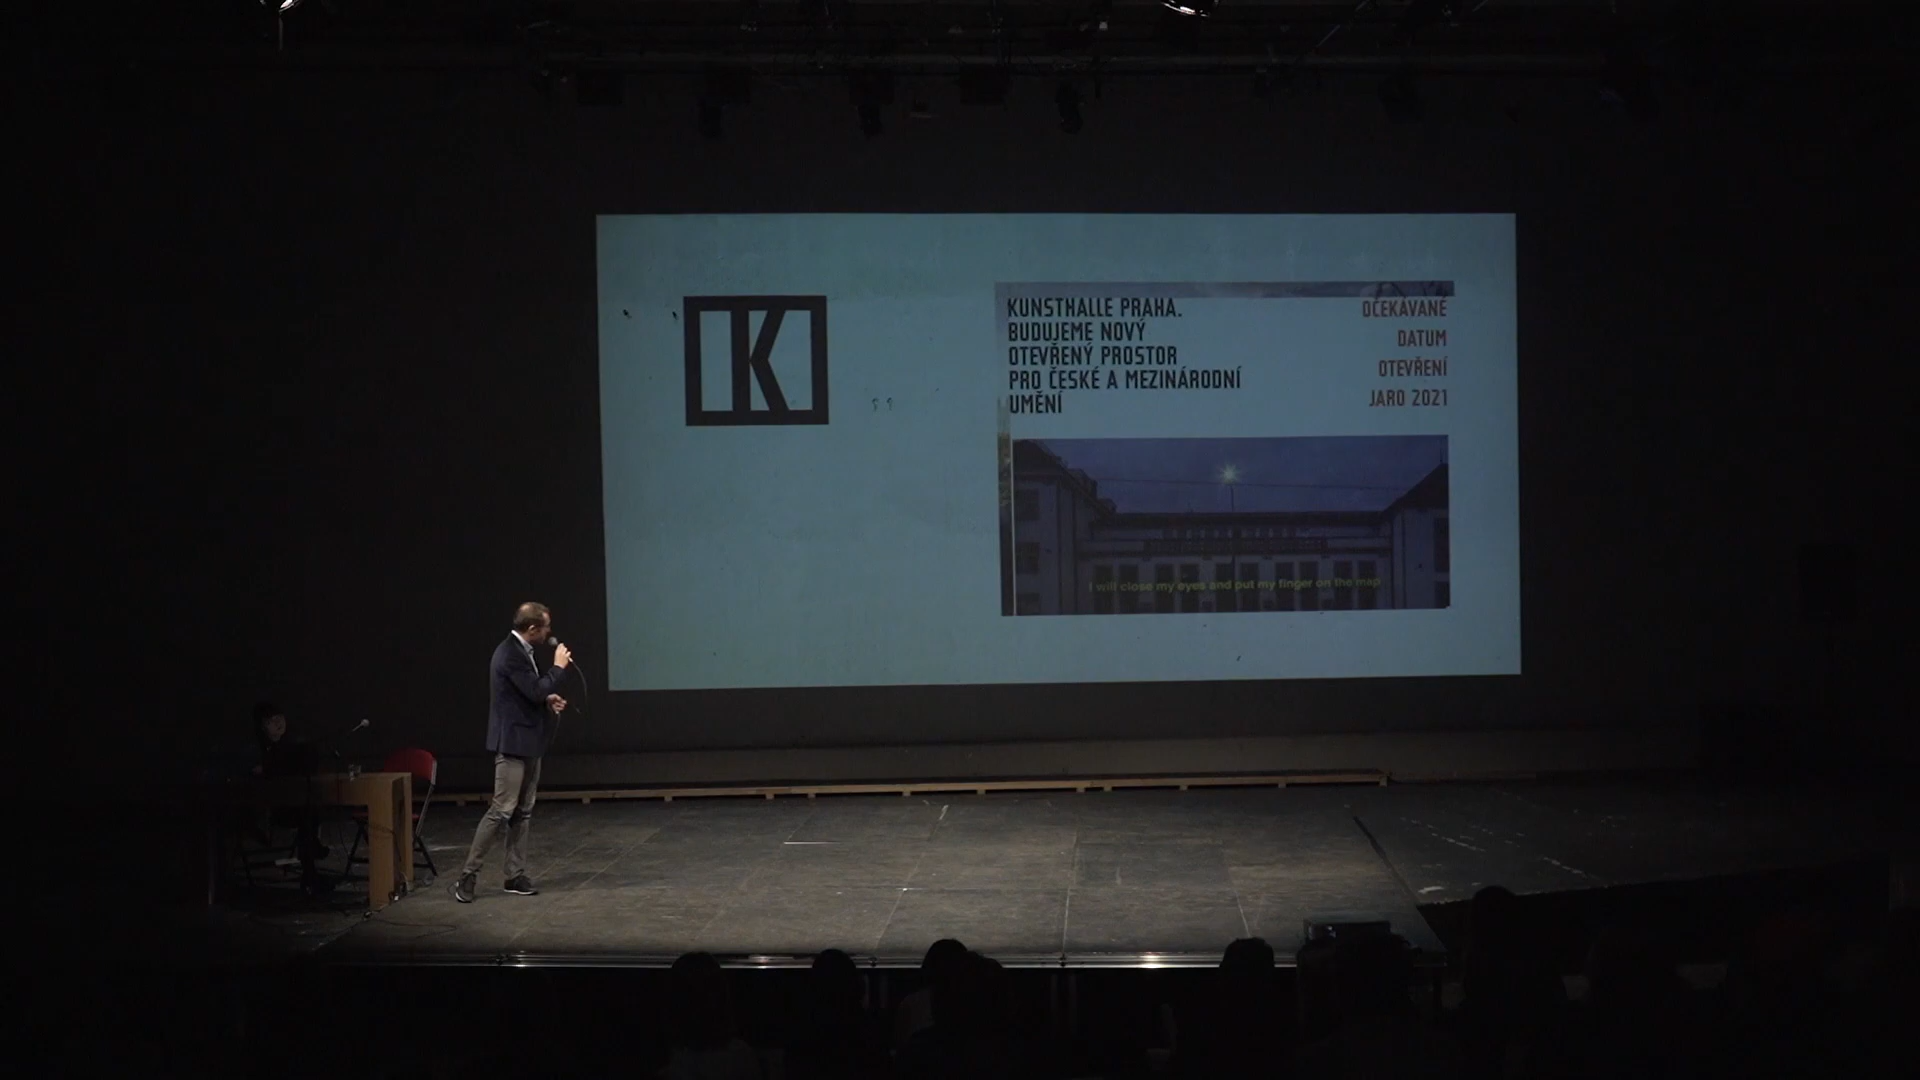 K
KUNSTHALLE PRAHA.
BUDUJEME NOVÝ
OTEVŘENÝ PROSTOR
PRO ČESKÉ A MEZINÁRODNÍ
UMĚNÍ
OČEKÁVANÉ
DATUM
OTEVŘENÍ
JARO 2021
I will close my eyes and put my finger on the map